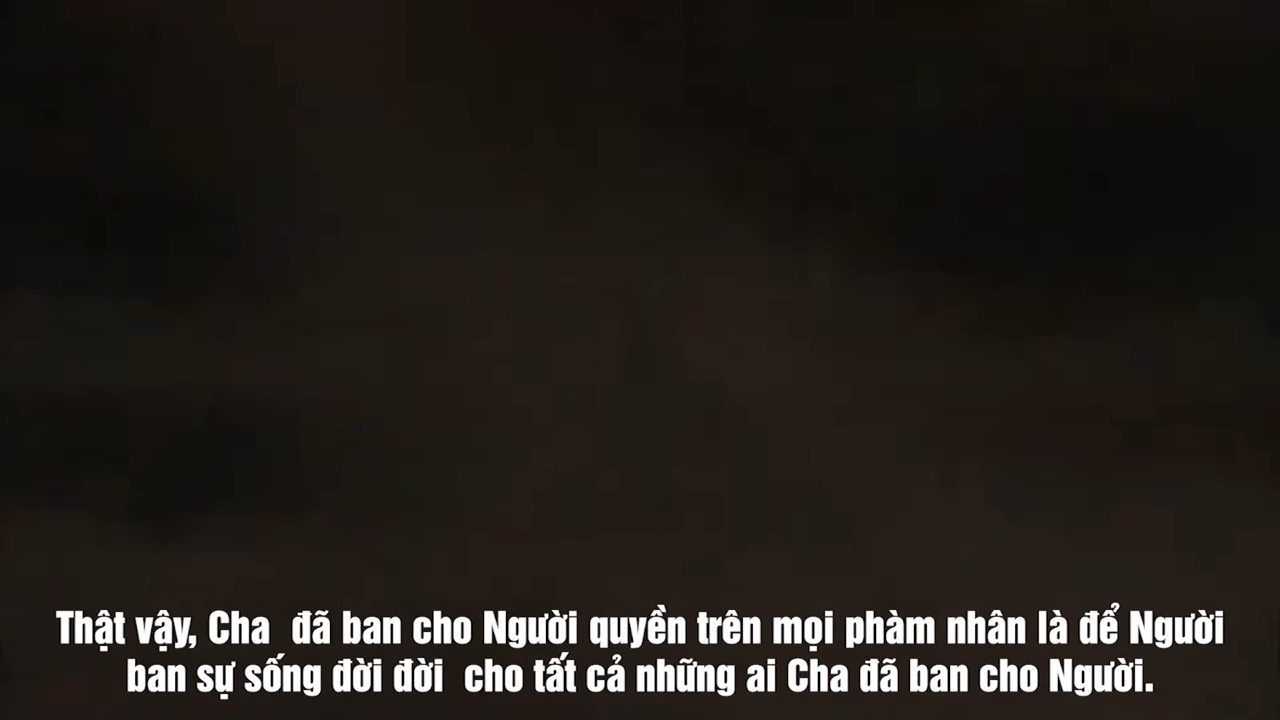 Thật vậy, Cha đã ban cho Người quyền trên mọi phàm nhân là để Người
ban sự sống đời đời cho tất cả những ai Cha đã ban cho Người.